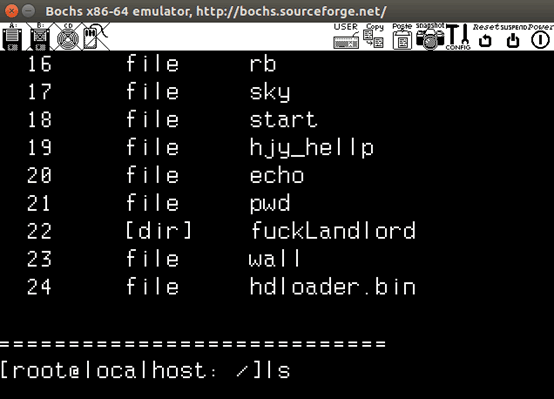 Bochs x86-64 emulator, http://bochs.sourceforge.net/
A: B: CD USER Copy Paste snapshot CONFIG Reset SUSPEND Power
16 file rb
17 file sky
18 file start
19 file hjy_hellp
20 file echo
21 file pwd
22 [dir] fuckLandlord
23 file wall
24 file hdloader.bin
============================
[root@localhost: /]ls